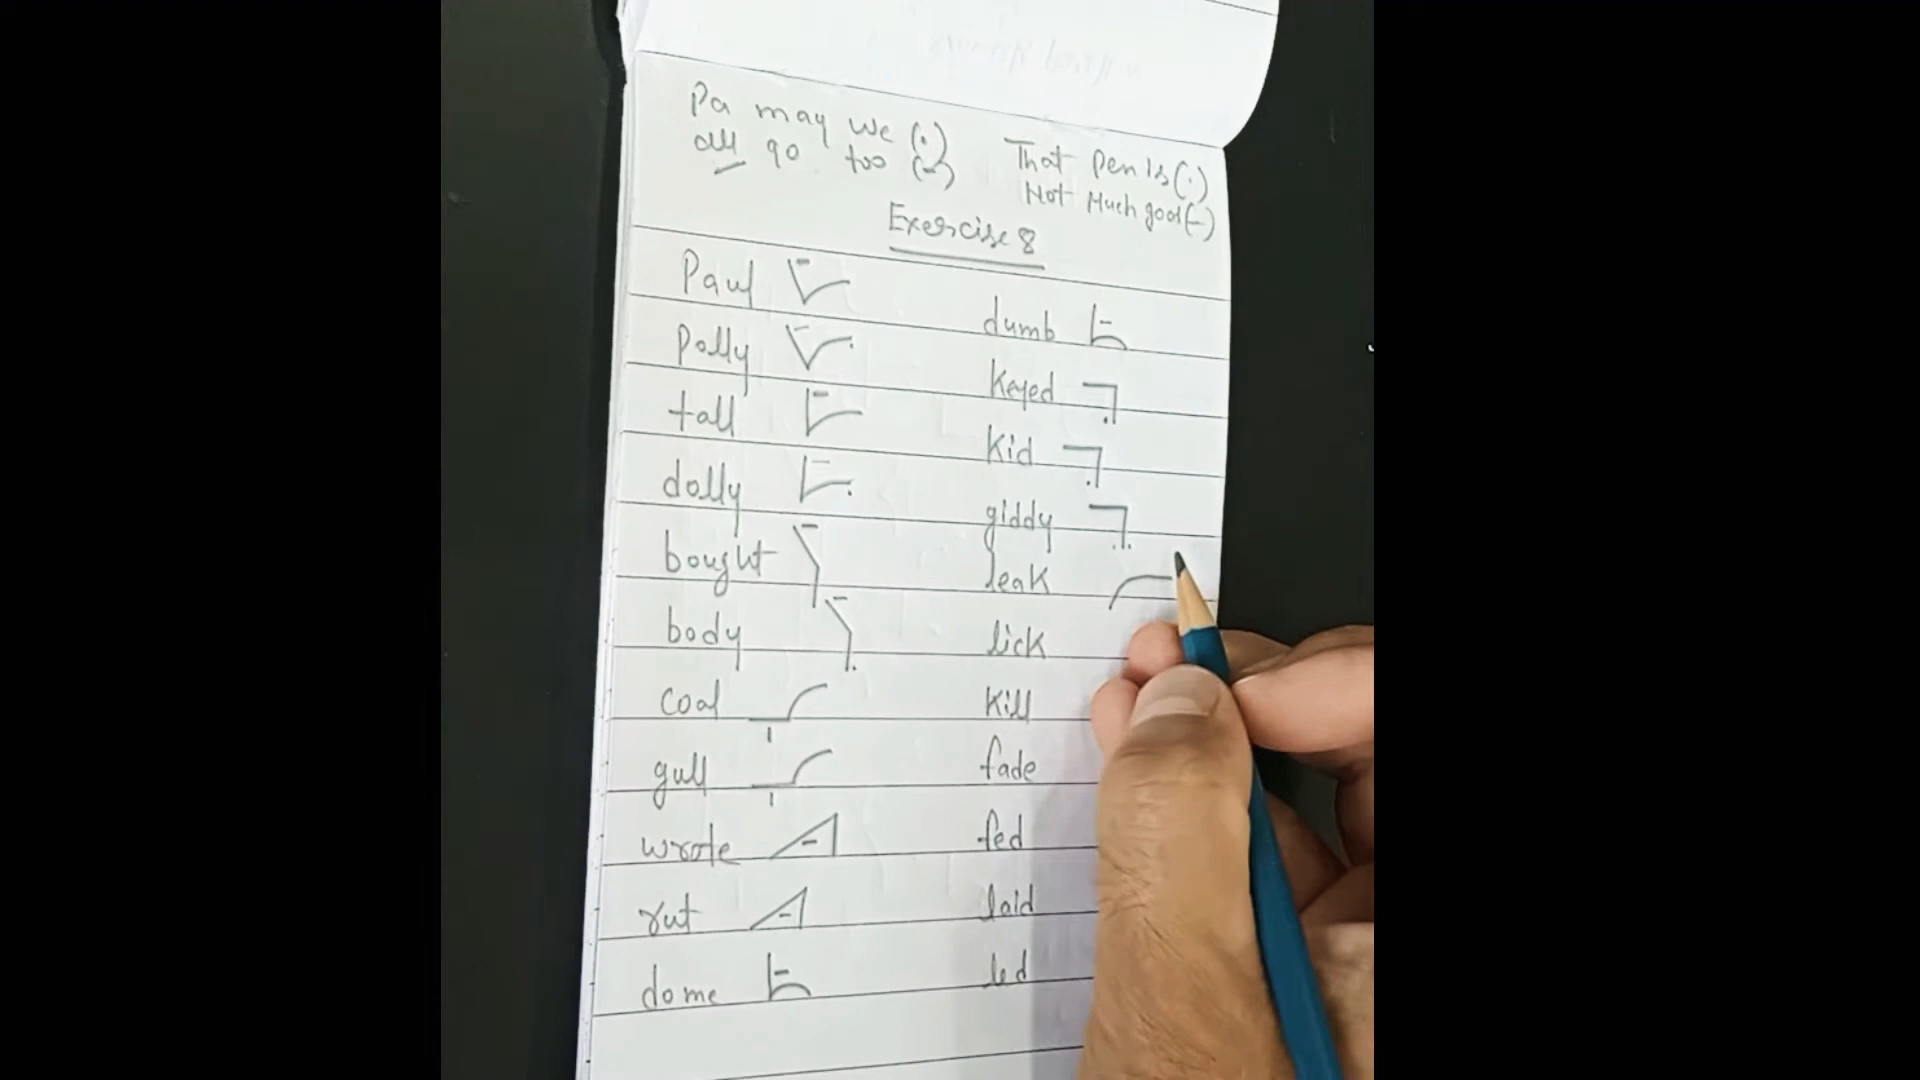 Pa may we (.)
all go too (-)
That Pen Is (.)
Not Much good (-)
Exercise 8
Paul
Polly
tall
dolly
bought
body
coal
gull
wrote
rut
dome
dumb
Keyed
Kid
giddy
leak
lick
Kill
fade
fed
laid
led